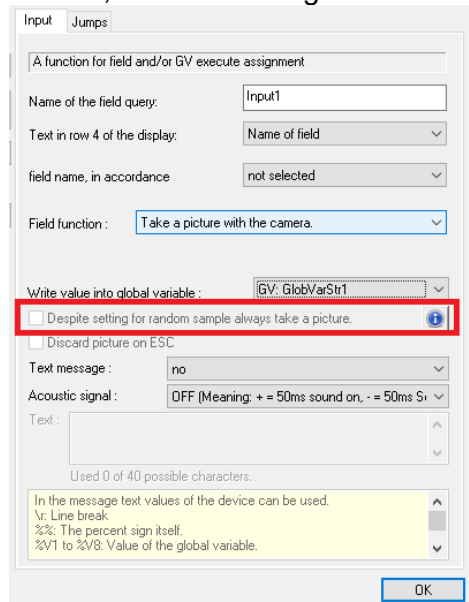 Input Jumps
A function for field and/or GV execute assignment
Name of the field query: Input1
Text in row 4 of the display: Name of field
field name, in accordance not selected
Field function : Take a picture with the camera.
Write value into global variable : GV: GlobVarStr1
Despite setting for random sample always take a picture.
Discard picture on ESC
Text message : no
Acoustic signal : OFF (Meaning: + = 50ms sound on, - = 50ms
Text :
Used 0 of 40 possible characters.
In the message text values of the device can be used.
\r: Line break
%%: The percent sign itself.
%V1 to %V8: Value of the global variable.
OK